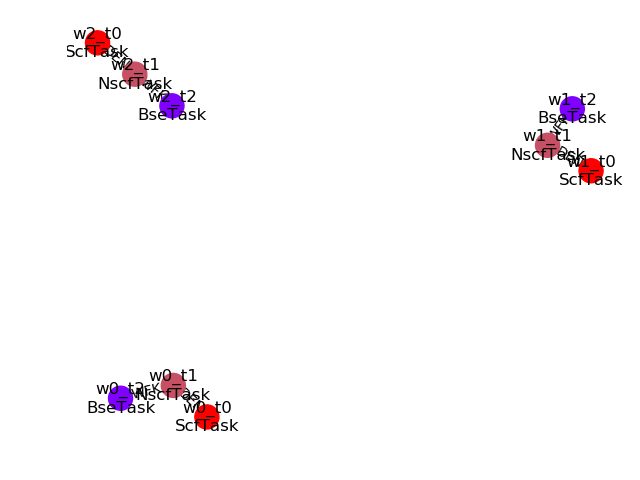 w2_t0
ScfTask
w2_t1
NscfTask
w2_t2
BseTask
w1_t2
BseTask
w1_t1
NscfTask
w1_t0
ScfTask
w0_t1
NscfTask
w0_t2
BseTask
w0_t0
ScfTask